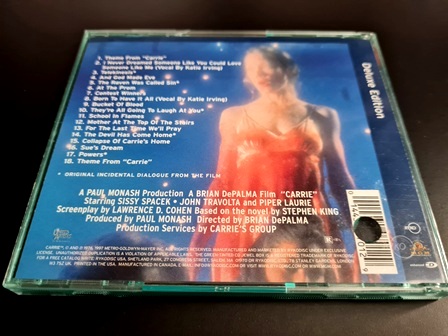 Deluxe Edition
1. Theme From "Carrie"
2. I Never Dreamed Someone Like You Could Love
Someone Like Me (Vocal By Katie Irving)
3. Telekinesis*
4. And God Made Eve
5. The Raven Was Called Sin*
6. At The Prom
7. Contest Winners
8. Born To Have It All (Vocal By Katie Irving)
9. Bucket Of Blood
10. They're All Going To Laugh At You*
11. School In Flames
12. Mother At The Top Of The Stairs
13. For The Last Time We'll Pray
14. The Devil Has Come Home*
15. Collapse Of Carrie's Home
16. Sue's Dream
17. Powers*
18. Theme From "Carrie"
* ORIGINAL INCIDENTAL DIALOGUE FROM THE FILM
A PAUL MONASH Production A BRIAN DePALMA Film "CARRIE"
Starring SISSY SPACEK • JOHN TRAVOLTA and PIPER LAURIE
Screenplay by LAWRENCE D. COHEN Based on the novel by STEPHEN KING
Produced by PAUL MONASH Directed by BRIAN DePALMA
Production Services by CARRIE'S GROUP